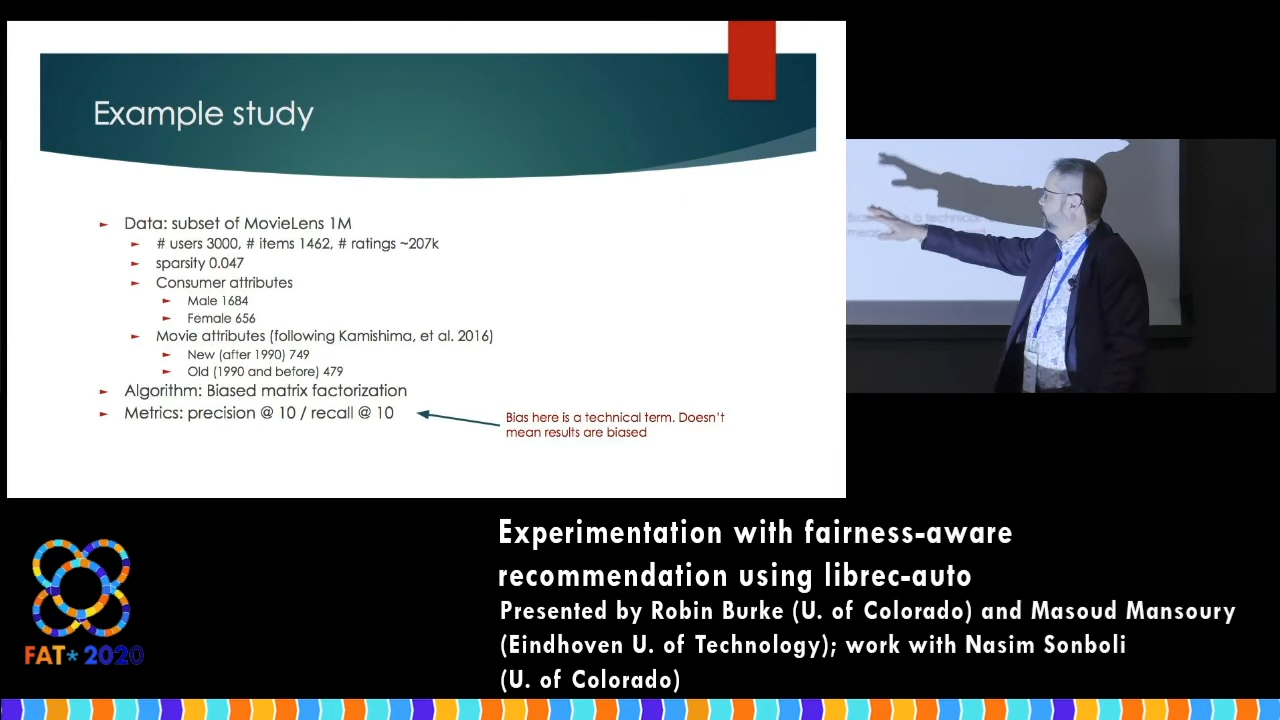 Example study
Data: subset of MovieLens 1M
# users 3000, # items 1462, # ratings ~207k
sparsity 0.047
Consumer attributes
Male 1684
Female 656
Movie attributes (following Kamishima, et al. 2016)
New (after 1990) 749
Old (1990 and before) 479
Algorithm: Biased matrix factorization
Metrics: precision @ 10 / recall @ 10
Bias here is a technical term. Doesn't
mean results are biased
is a technical
Experimentation with fairness-aware
recommendation using librec-auto
Presented by Robin Burke (U. of Colorado) and Masoud Mansoury
(Eindhoven U. of Technology); work with Nasim Sonboli
(U. of Colorado)
FAT* 2020